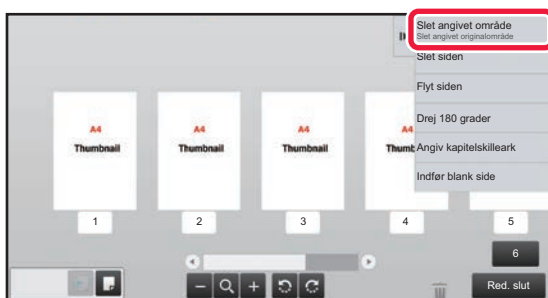 Slet angivet område
Slet angivet originalområde
Slet siden
Flyt siden
Drej 180 grader
Angiv kapitelskilleark
Indfør blank side
A4
Thumbnail
A4
Thumbnail
A4
Thumbnail
A4
Thumb
1
2
3
4
5
6
Red. slut